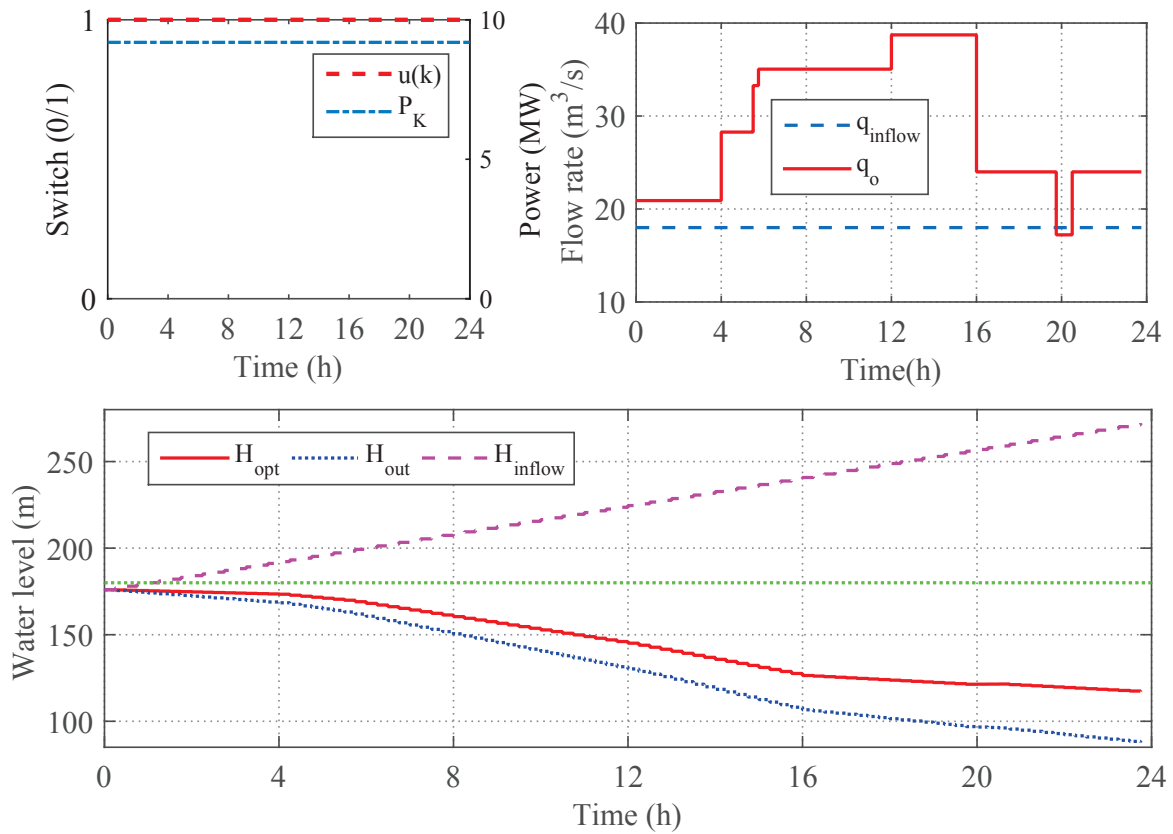 1
0
Switch (0/1)
10
5
0
Power (MW)
u(k)
P_K
0 4 8 12 16 20 24
Time (h)
40
30
20
10
Flow rate (m³/s)
q_inflow
q_o
0 4 8 12 16 20 24
Time(h)
250
200
150
100
Water level (m)
H_opt H_out H_inflow
0 4 8 12 16 20 24
Time (h)